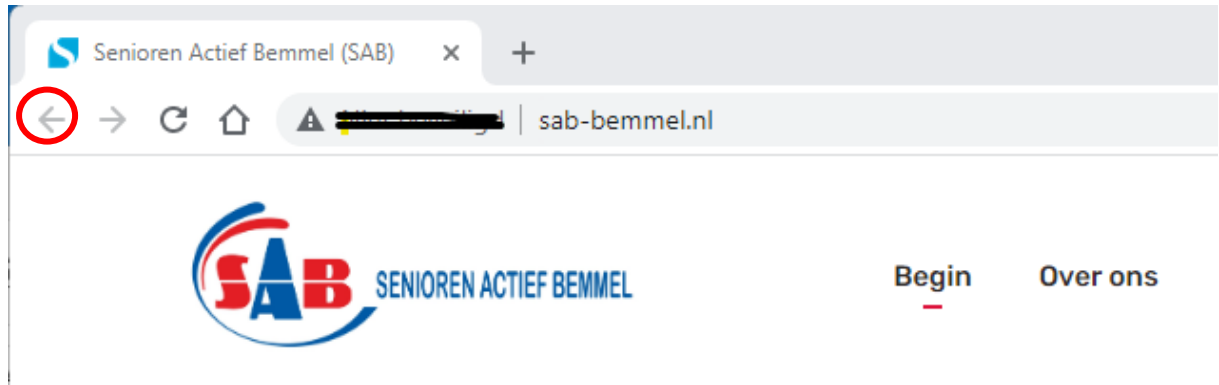 Senioren Actief Bemmel (SAB)
sab-bemmel.nl
SAB SENIOREN ACTIEF BEMMEL
Begin Over ons